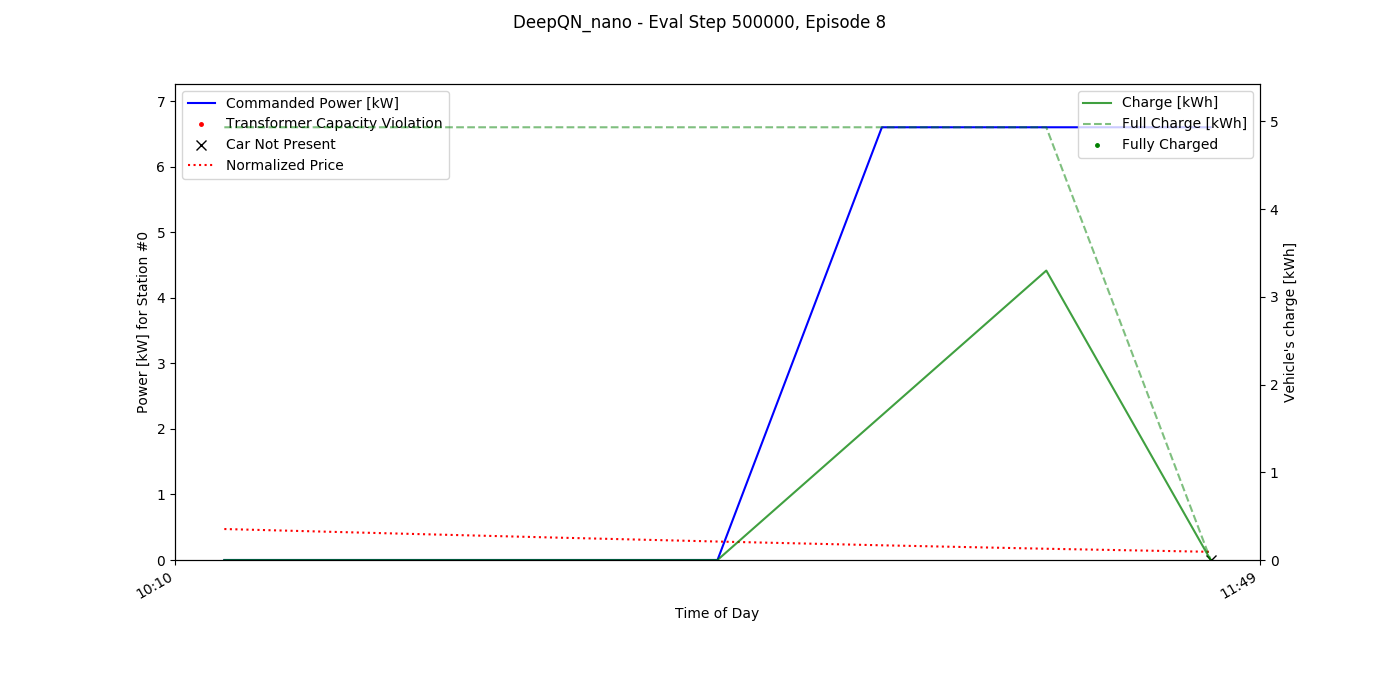 DeepQN_nano - Eval Step 500000, Episode 8
Commanded Power [kW]
Transformer Capacity Violation
Car Not Present
Normalized Price
Charge [kWh]
Full Charge [kWh]
Fully Charged
7
6
5
4
3
2
1
0
Power [kW] for Station #0
5
4
3
2
1
0
Vehicle's charge [kWh]
10:10
11:49
Time of Day